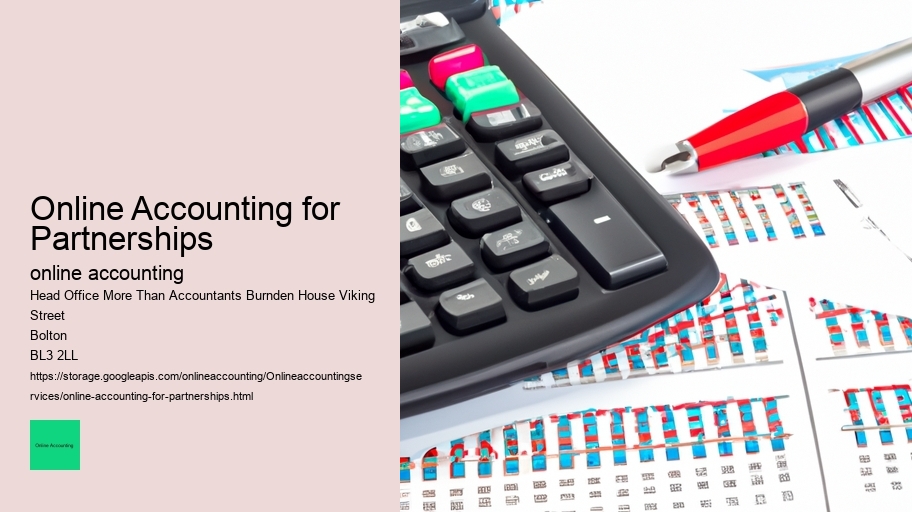 Online Accounting for
Partnerships
online accounting
Head Office More Than Accountants Burnden House Viking
Street
Bolton
BL3 2LL
https://storage.googleapis.com/onlineaccounting/Onlineaccountingse
rvices/online-accounting-for-partnerships.html
Online Accounting